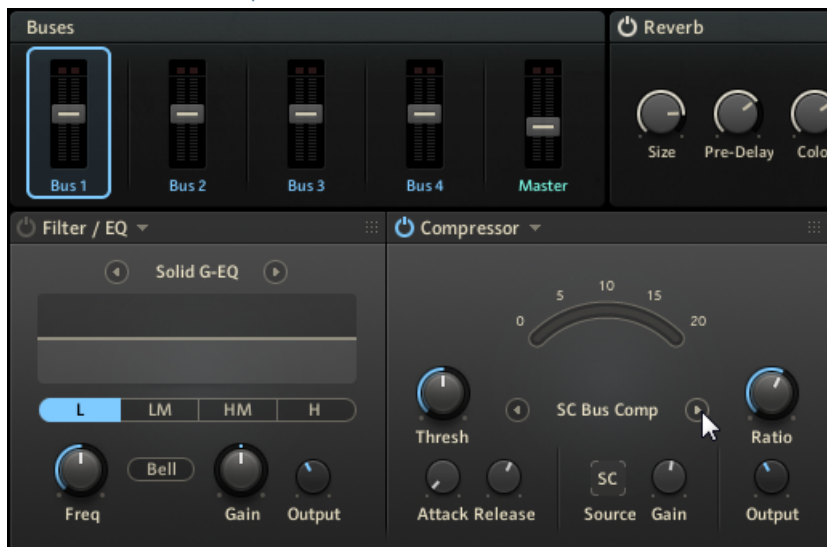 Buses
Reverb
Size
Pre-Delay
Colo
Bus 1
Bus 2
Bus 3
Bus 4
Master
Filter / EQ
Compressor
Solid G-EQ
0
5
10
15
20
L
LM
HM
H
Thresh
SC Bus Comp
Ratio
Bell
SC
Freq
Gain
Output
Attack
Release
Source
Gain
Output